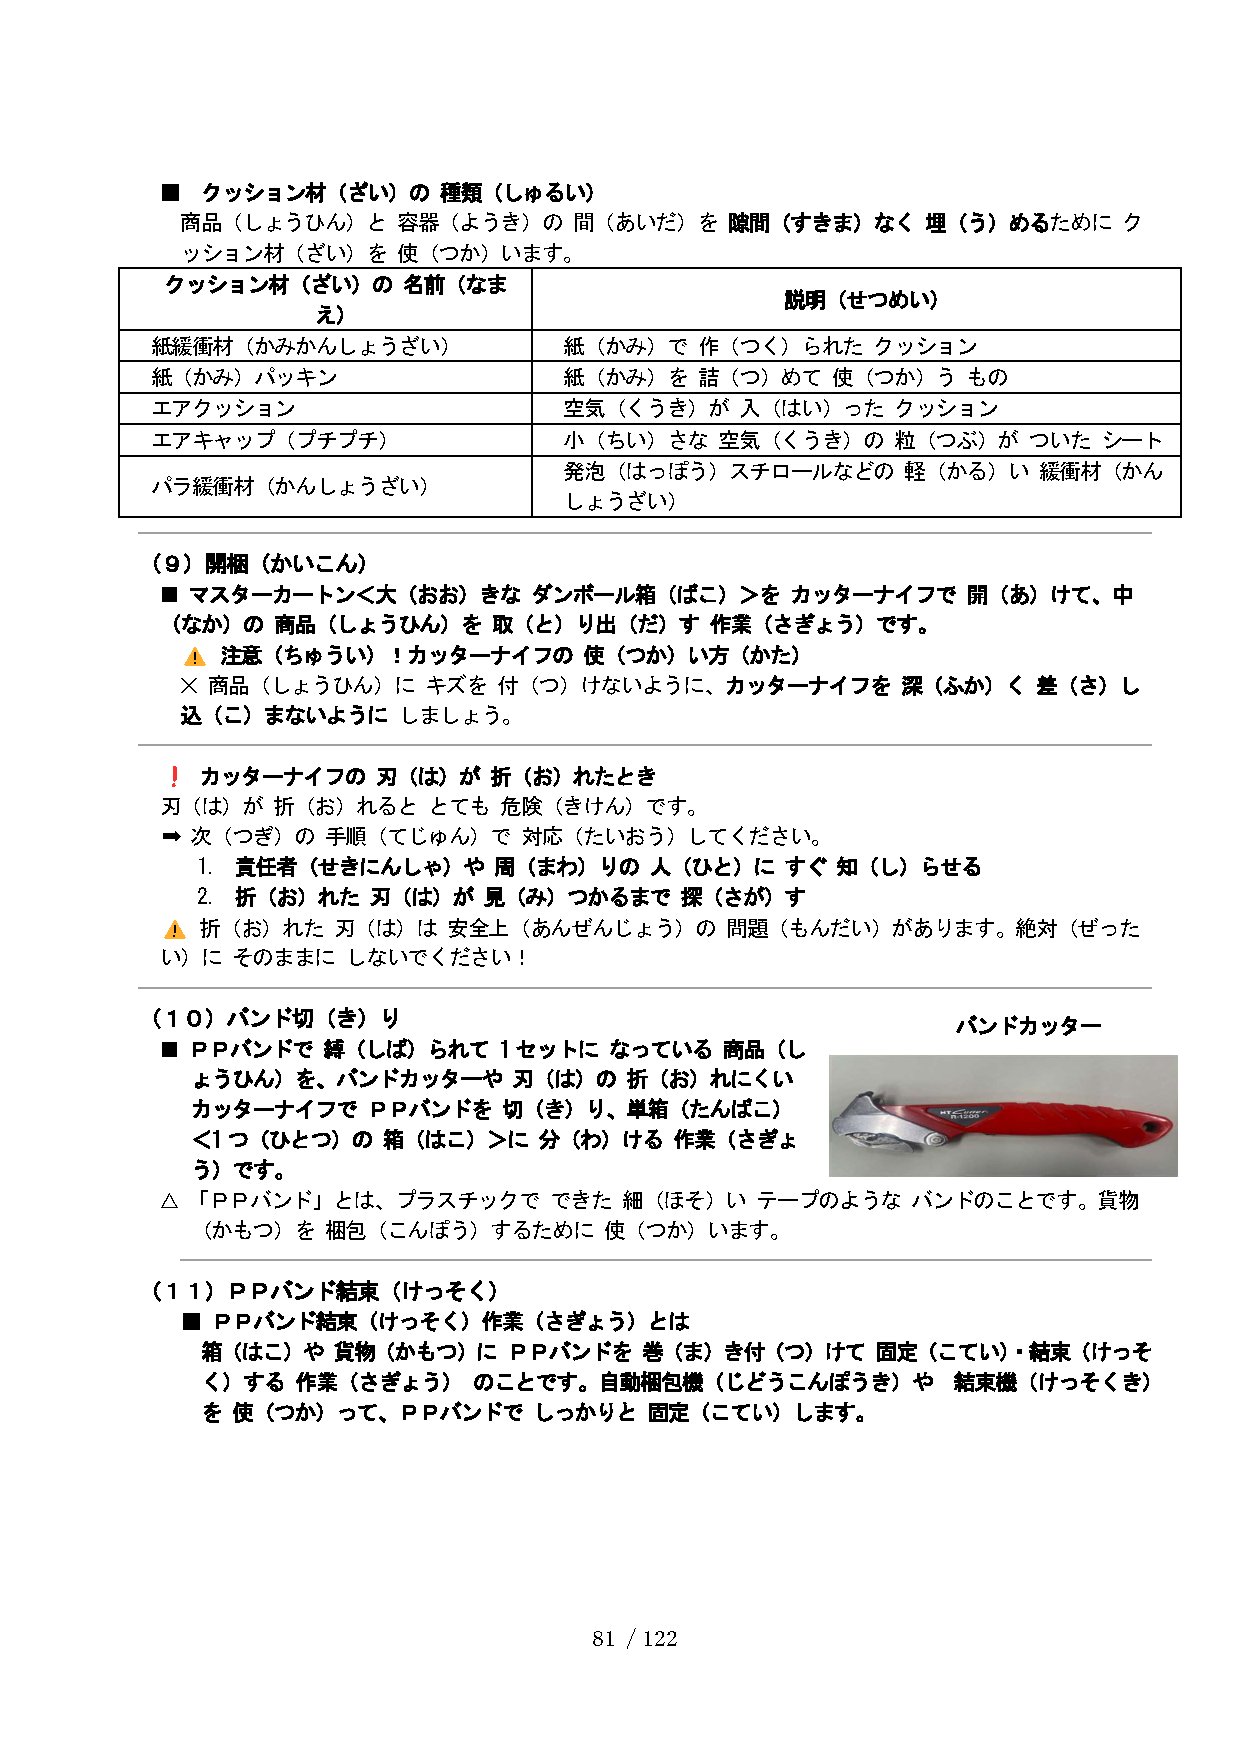 ■　クッション材（ざい）の 種類（しゅるい）
商品（しょうひん）と 容器（ようき）の 間（あいだ）を 隙間（すきま）なく 埋（う）めるために ク
ッション材（ざい）を 使（つか）います。
クッション材（ざい）の 名前（なま
え）
説明（せつめい）
紙緩衝材（かみかんしょうざい）
紙（かみ）で 作（つく）られた クッション
紙（かみ）パッキン
紙（かみ）を 詰（つ）めて 使（つか）う もの
エアクッション
空気（くうき）が 入（はい）った クッション
エアキャップ（プチプチ）
小（ちい）さな 空気（くうき）の 粒（つぶ）が ついた シート
バラ緩衝材（かんしょうざい）
発泡（はっぽう）スチロールなどの 軽（かる）い 緩衝材（かん
しょうざい）
（９）開梱（かいこん）
■ マスターカートン＜大（おお）きな ダンボール箱（ばこ）＞を カッターナイフで 開（あ）けて、中
（なか）の 商品（しょうひん）を 取（と）り出（だ）す 作業（さぎょう）です。
⚠ 注意（ちゅうい）！カッターナイフの 使（つか）い方（かた）
× 商品（しょうひん）に キズを 付（つ）けないように、カッターナイフを 深（ふか）く 差（さ）し
込（こ）まないように しましょう。
❗ カッターナイフの 刃（は）が 折（お）れたとき
刃（は）が 折（お）れると とても 危険（きけん）です。
➡ 次（つぎ）の 手順（てじゅん）で 対応（たいおう）してください。
1. 責任者（せきにんしゃ）や 周（まわ）りの 人（ひと）に すぐ 知（し）らせる
2. 折（お）れた 刃（は）が 見（み）つかるまで 探（さが）す
⚠ 折（お）れた 刃（は）は 安全上（あんぜんじょう）の 問題（もんだい）があります。絶対（ぜった
い）に そのままに しないでください！
（１０）バンド切（き）り
バンドカッター
■ ＰＰバンドで 縛（しば）られて 1セットに なっている 商品（し
ょうひん）を、バンドカッターや 刃（は）の 折（お）れにくい
カッターナイフで ＰＰバンドを 切（き）り、単箱（たんばこ）
＜1つ（ひとつ）の 箱（はこ）＞に 分（わ）ける 作業（さぎょ
う）です。
NT Cutter
R-1200
△ 「ＰＰバンド」とは、プラスチックで できた 細（ほそ）い テープのような バンドのことです。貨物
（かもつ）を 梱包（こんぽう）するために 使（つか）います。
（１１）ＰＰバンド結束（けっそく）
■ ＰＰバンド結束（けっそく）作業（さぎょう）とは
箱（はこ）や 貨物（かもつ）に ＰＰバンドを 巻（ま）き付（つ）けて 固定（こてい）・結束（けっそ
く）する 作業（さぎょう） のことです。自動梱包機（じどうこんぽうき）や　結束機（けっそくき）
を 使（つか）って、ＰＰバンドで しっかりと 固定（こてい）します。
81 / 122